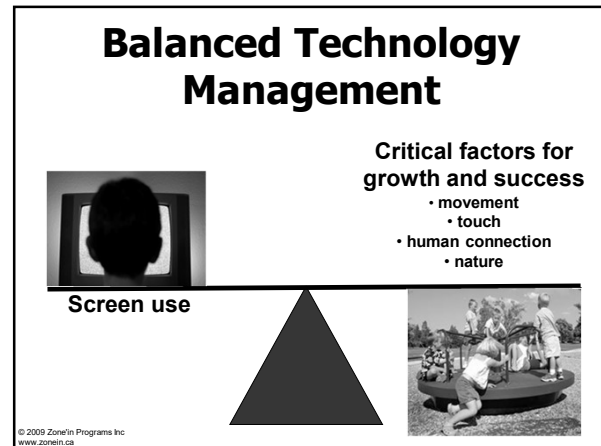 Balanced Technology
Management
Critical factors for
growth and success
• movement
• touch
• human connection
• nature
Screen use
© 2009 Zone'in Programs Inc
www.zonein.ca